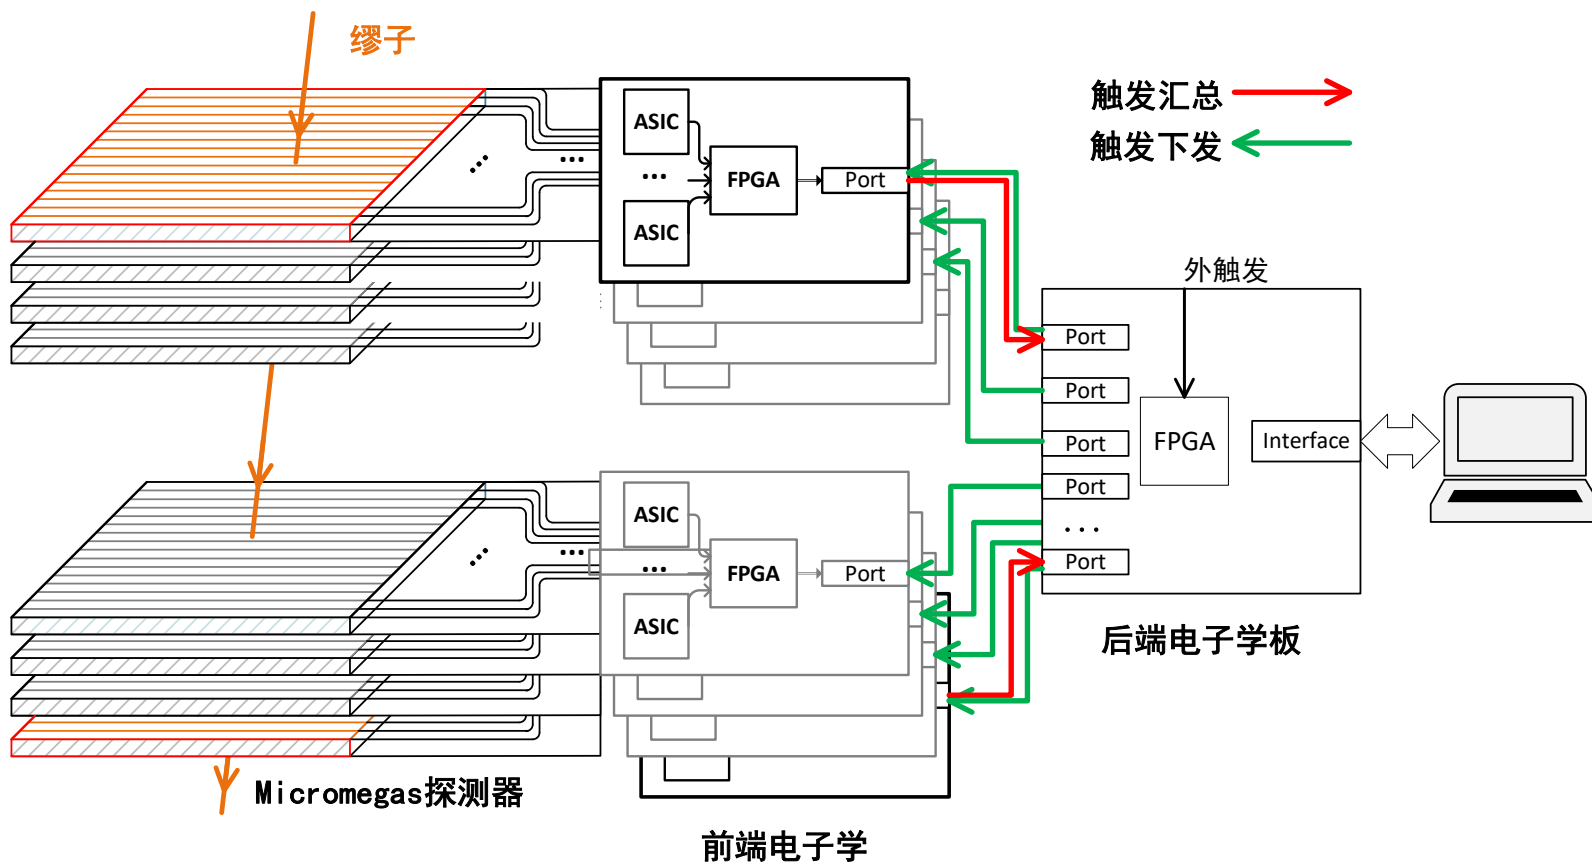 缪子
触发汇总
触发下发
ASIC
...
ASIC
...
...
FPGA
Port
外触发
Port
Port
Port
Port
...
Port
FPGA
Interface
ASIC
...
ASIC
...
...
FPGA
Port
后端电子学板
Micromegas探测器
前端电子学